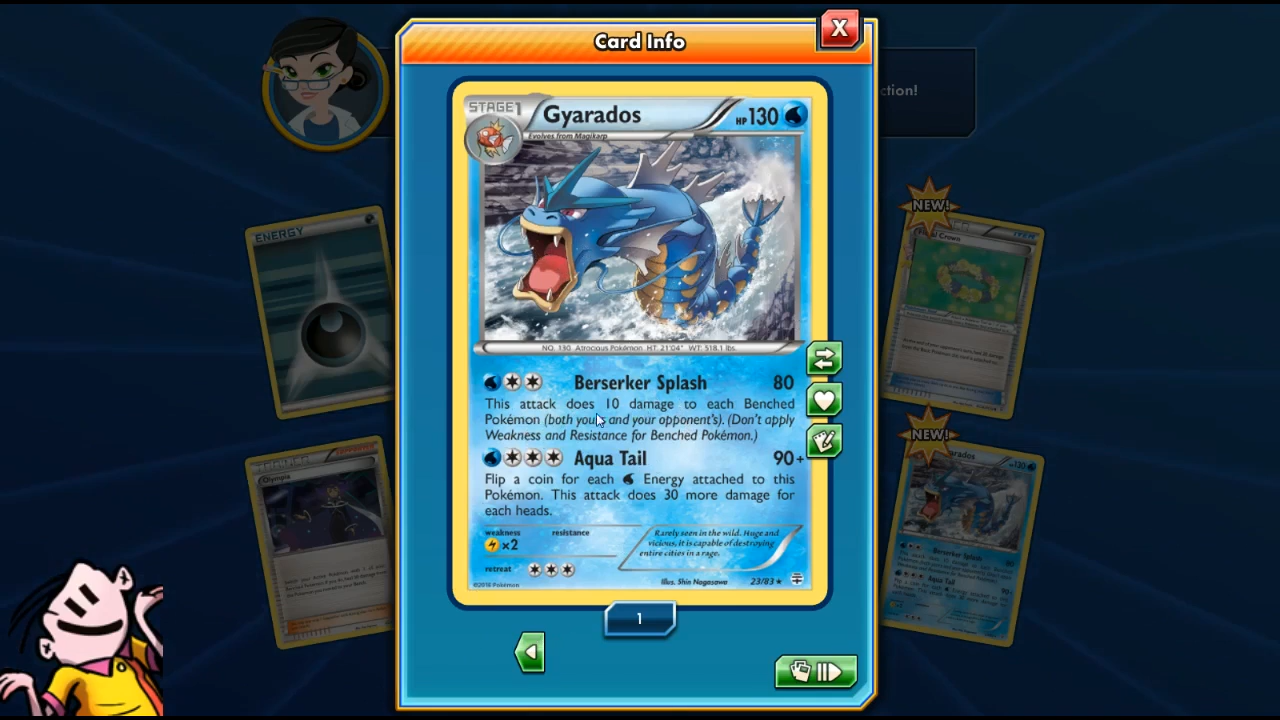 Card Info
X
ction!
STAGE1
Gyarados
HP130
Evolves from Magikarp
NO. 130 Atrocious Pokémon HT: 21'04" WT: 518.1 lbs.
Berserker Splash 80
This attack does 10 damage to each Benched
Pokémon (both yours and your opponent's). (Don't apply
Weakness and Resistance for Benched Pokémon.)
Aqua Tail 90+
Flip a coin for each Energy attached to this
Pokémon. This attack does 30 more damage for
each heads.
weakness resistance
×2
retreat
Rarely seen in the wild. Huge and
vicious, it is capable of destroying
entire cities in a rage.
©2016 Pokémon
Illus. Shin Nagasawa
23/83
1
ENERGY
Olympia
NEW!
Crown
NEW!
HP130
Berserker Splash
Aqua Tail